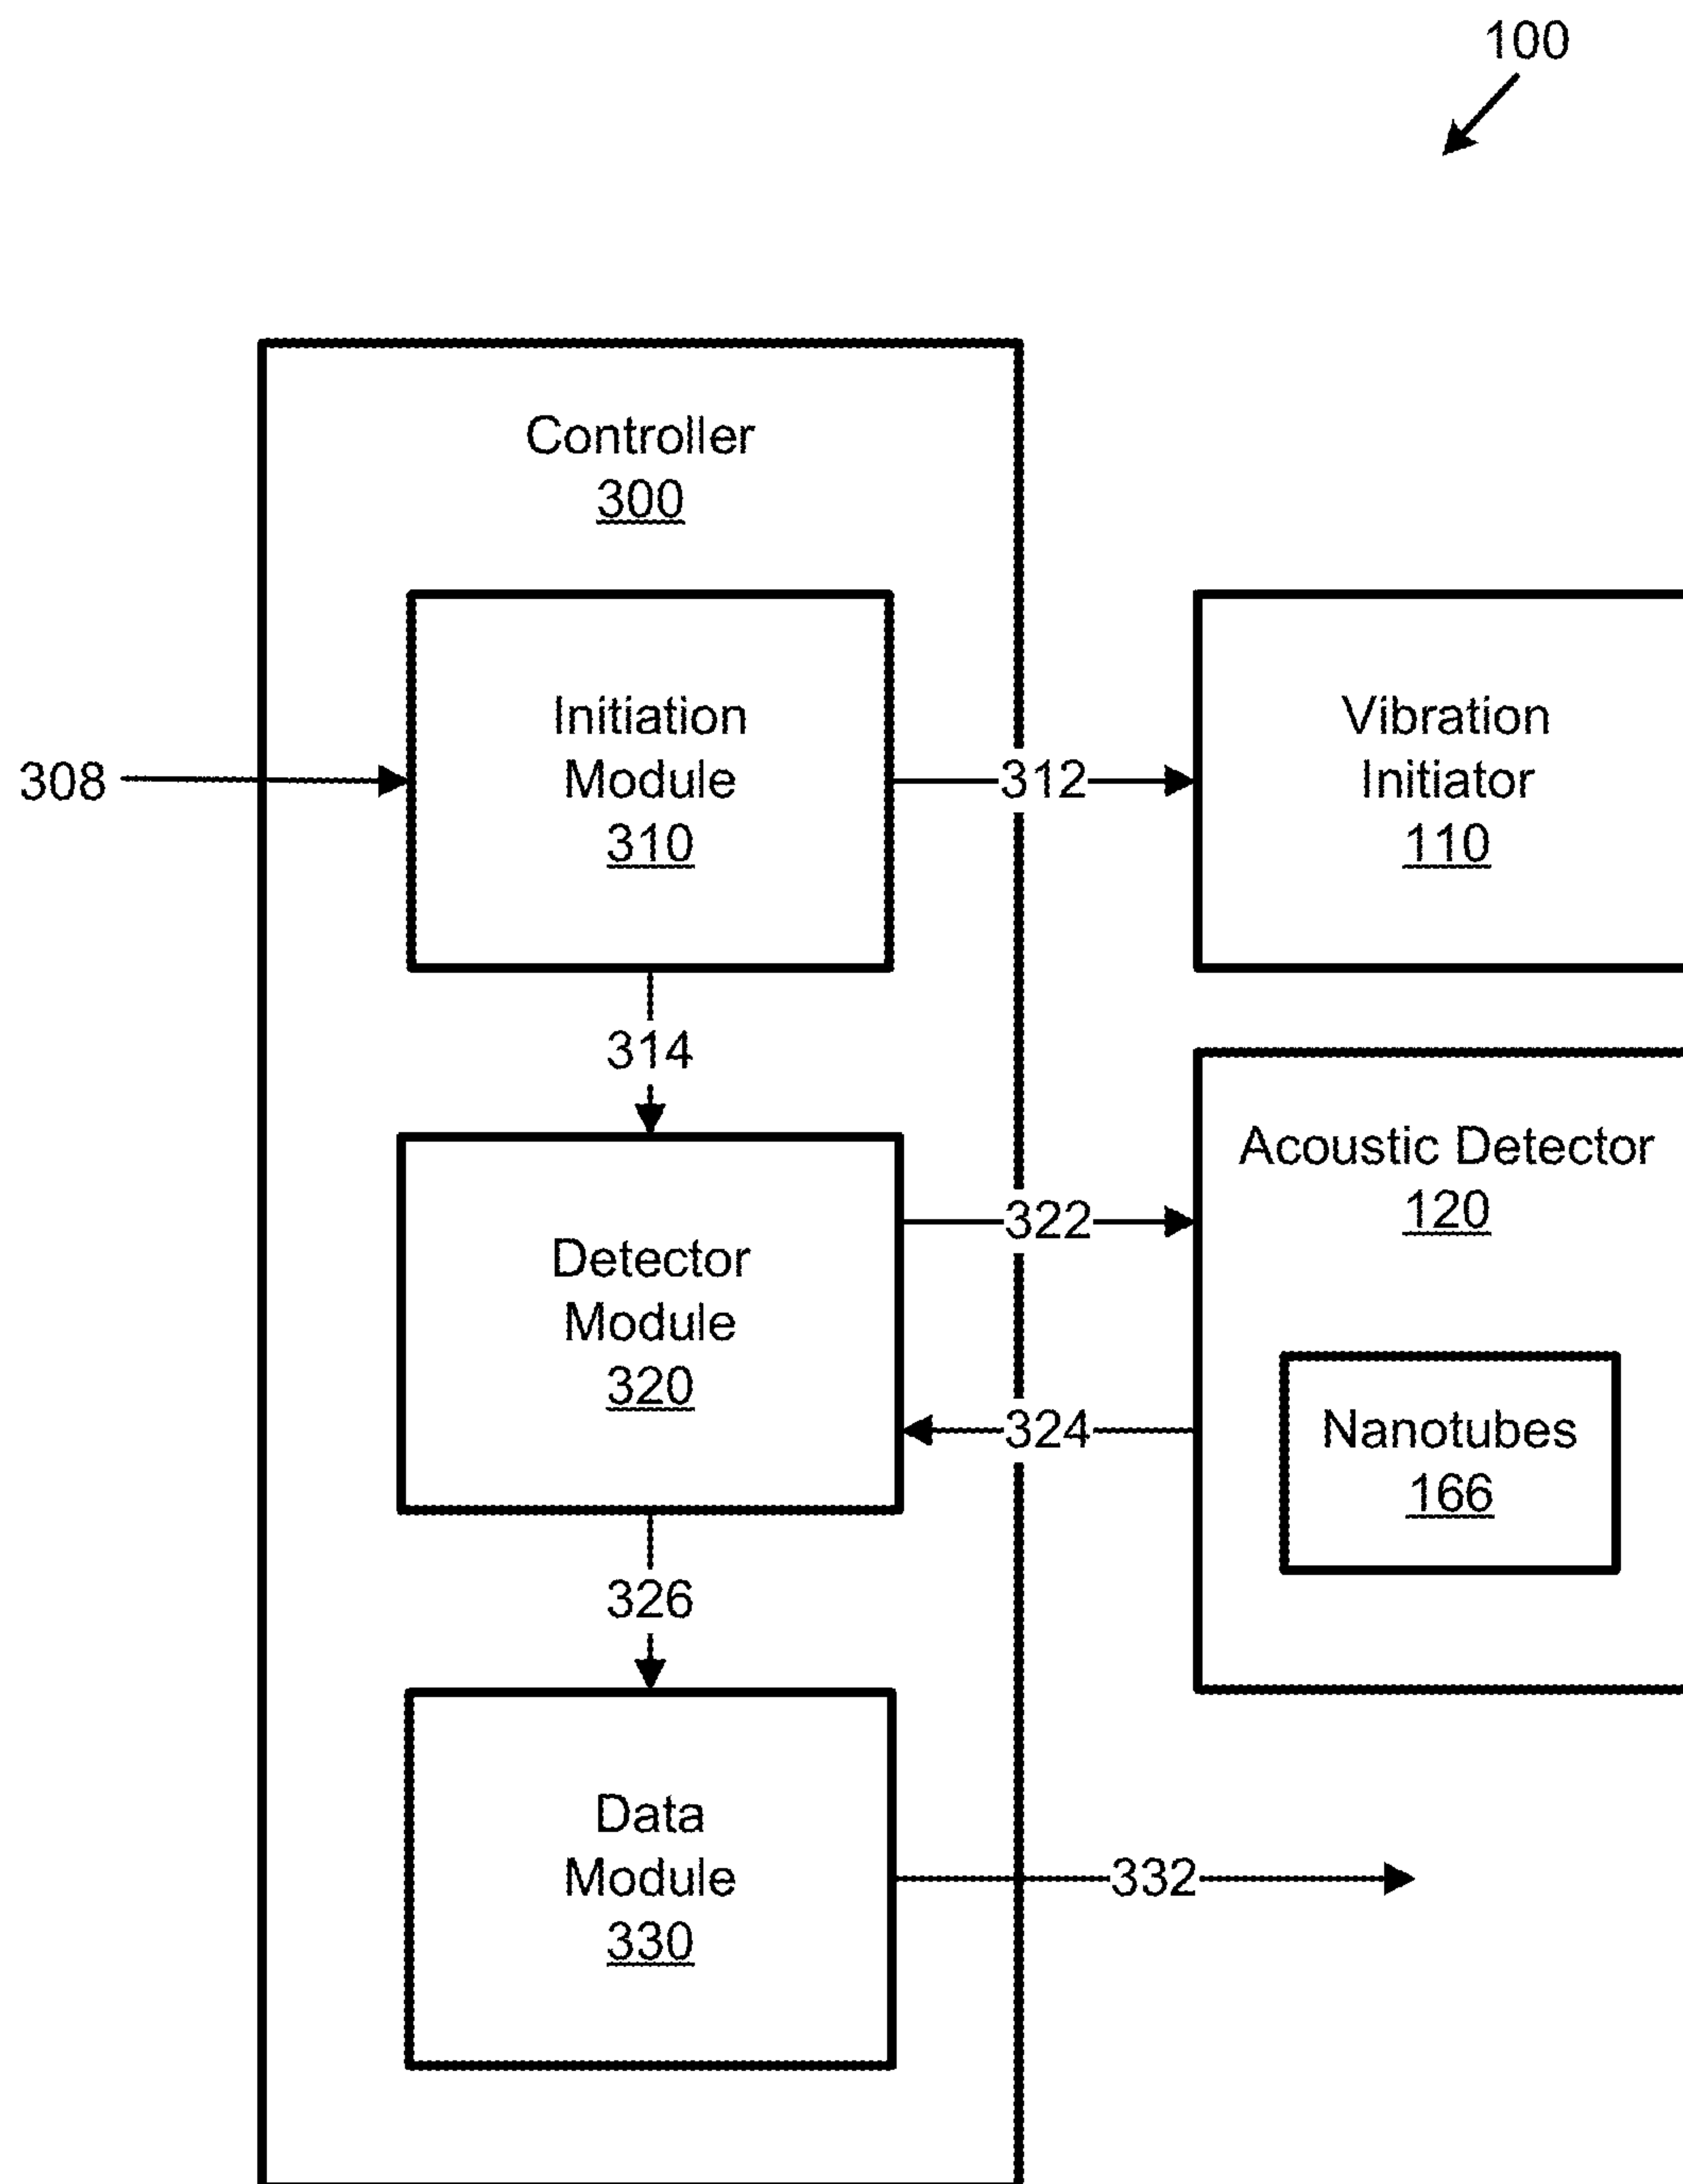 100
Controller
300
Initiation
Module
310
308
312
Vibration
Initiator
110
314
Detector
Module
320
322
324
Acoustic Detector
120
Nanotubes
166
326
Data
Module
330
332